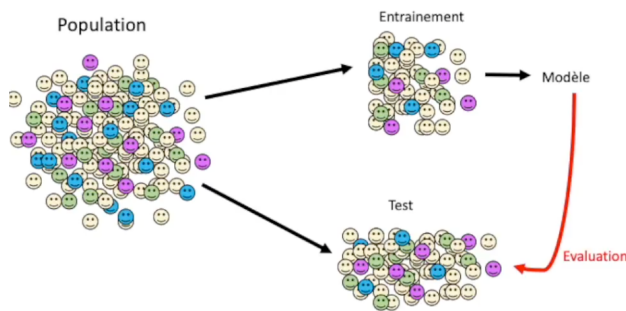 Population
Entrainement
Modèle
Test
Evaluation